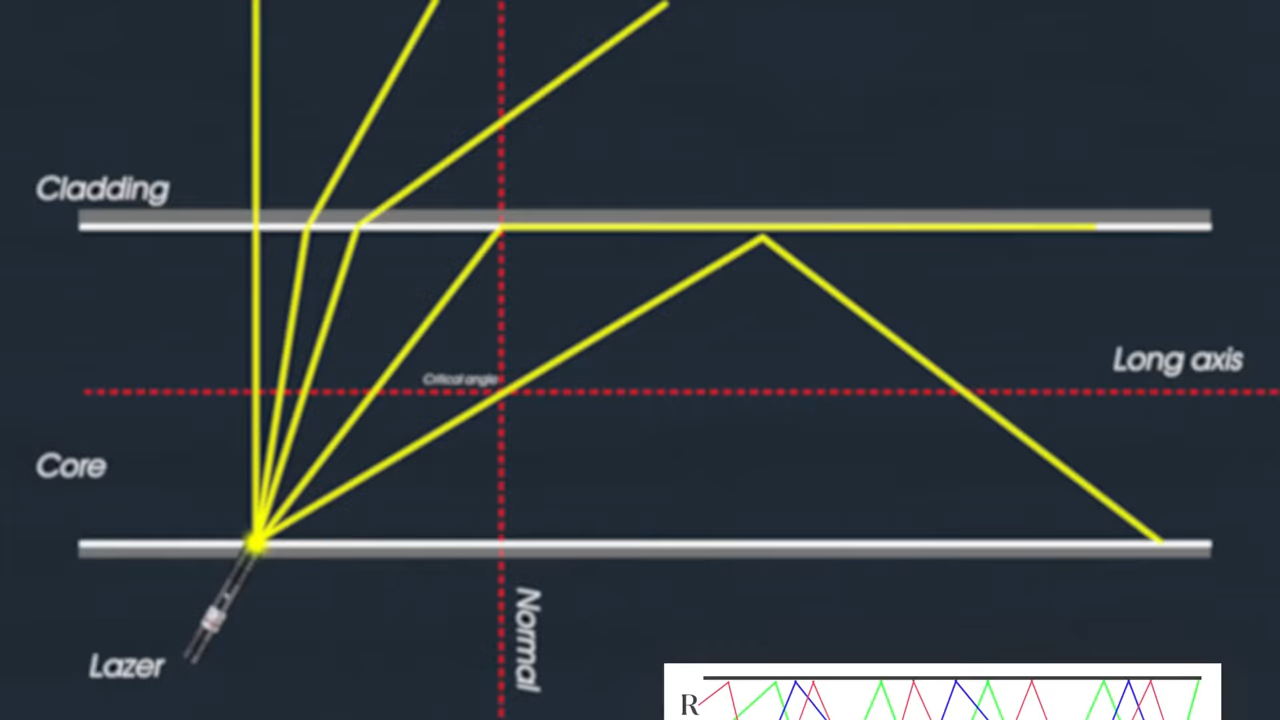 Cladding
Long axis
Critical angle
Core
Normal
Lazer
R